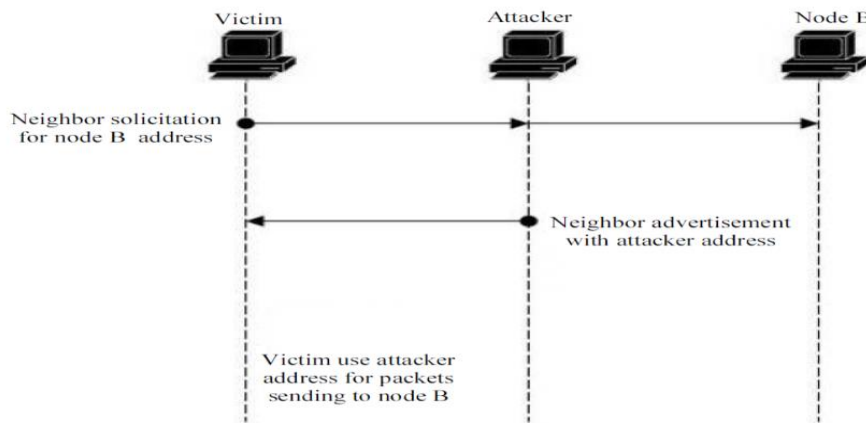 Victim
Attacker
Node B
Neighbor solicitation
for node B address
Neighbor advertisement
with attacker address
Victim use attacker
address for packets
sending to node B